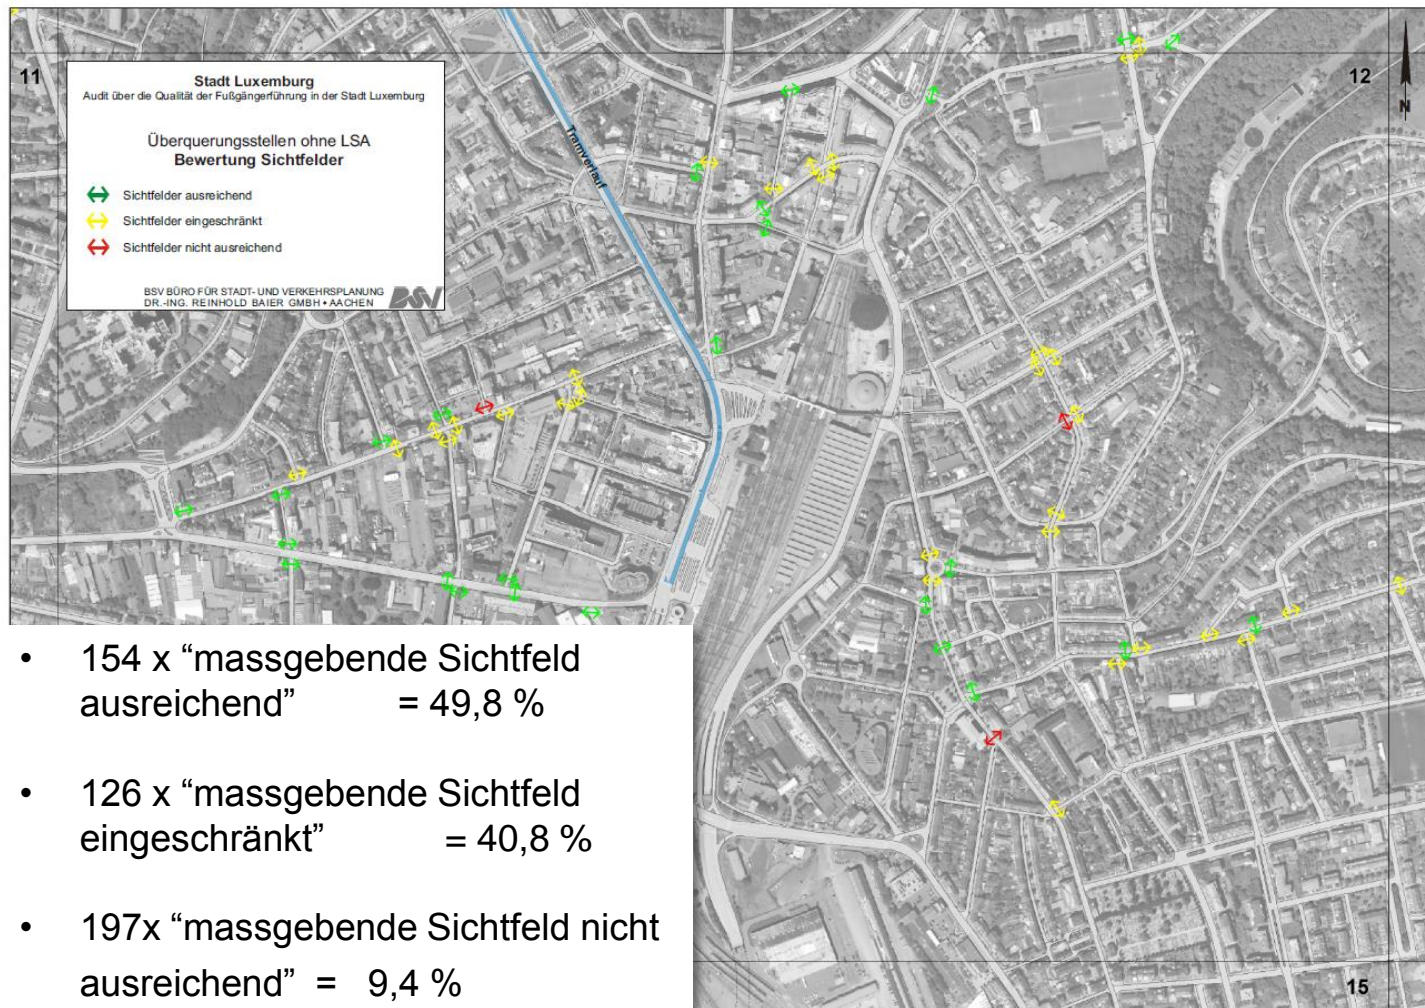 11
12
N
Stadt Luxemburg
Audit über die Qualität der Fußgängerführung in der Stadt Luxemburg
Überquerungsstellen ohne LSA
Bewertung Sichtfelder
Sichtfelder ausreichend
Sichtfelder eingeschränkt
Sichtfelder nicht ausreichend
BSV BÜRO FÜR STADT- UND VERKEHRSPLANUNG
DR.-ING. REINHOLD BAIER GMBH • AACHEN
BSV
Tramverlauf
• 154 x “massgebende Sichtfeld
ausreichend” = 49,8 %
• 126 x “massgebende Sichtfeld
eingeschränkt” = 40,8 %
• 197x “massgebende Sichtfeld nicht
ausreichend” = 9,4 %
15